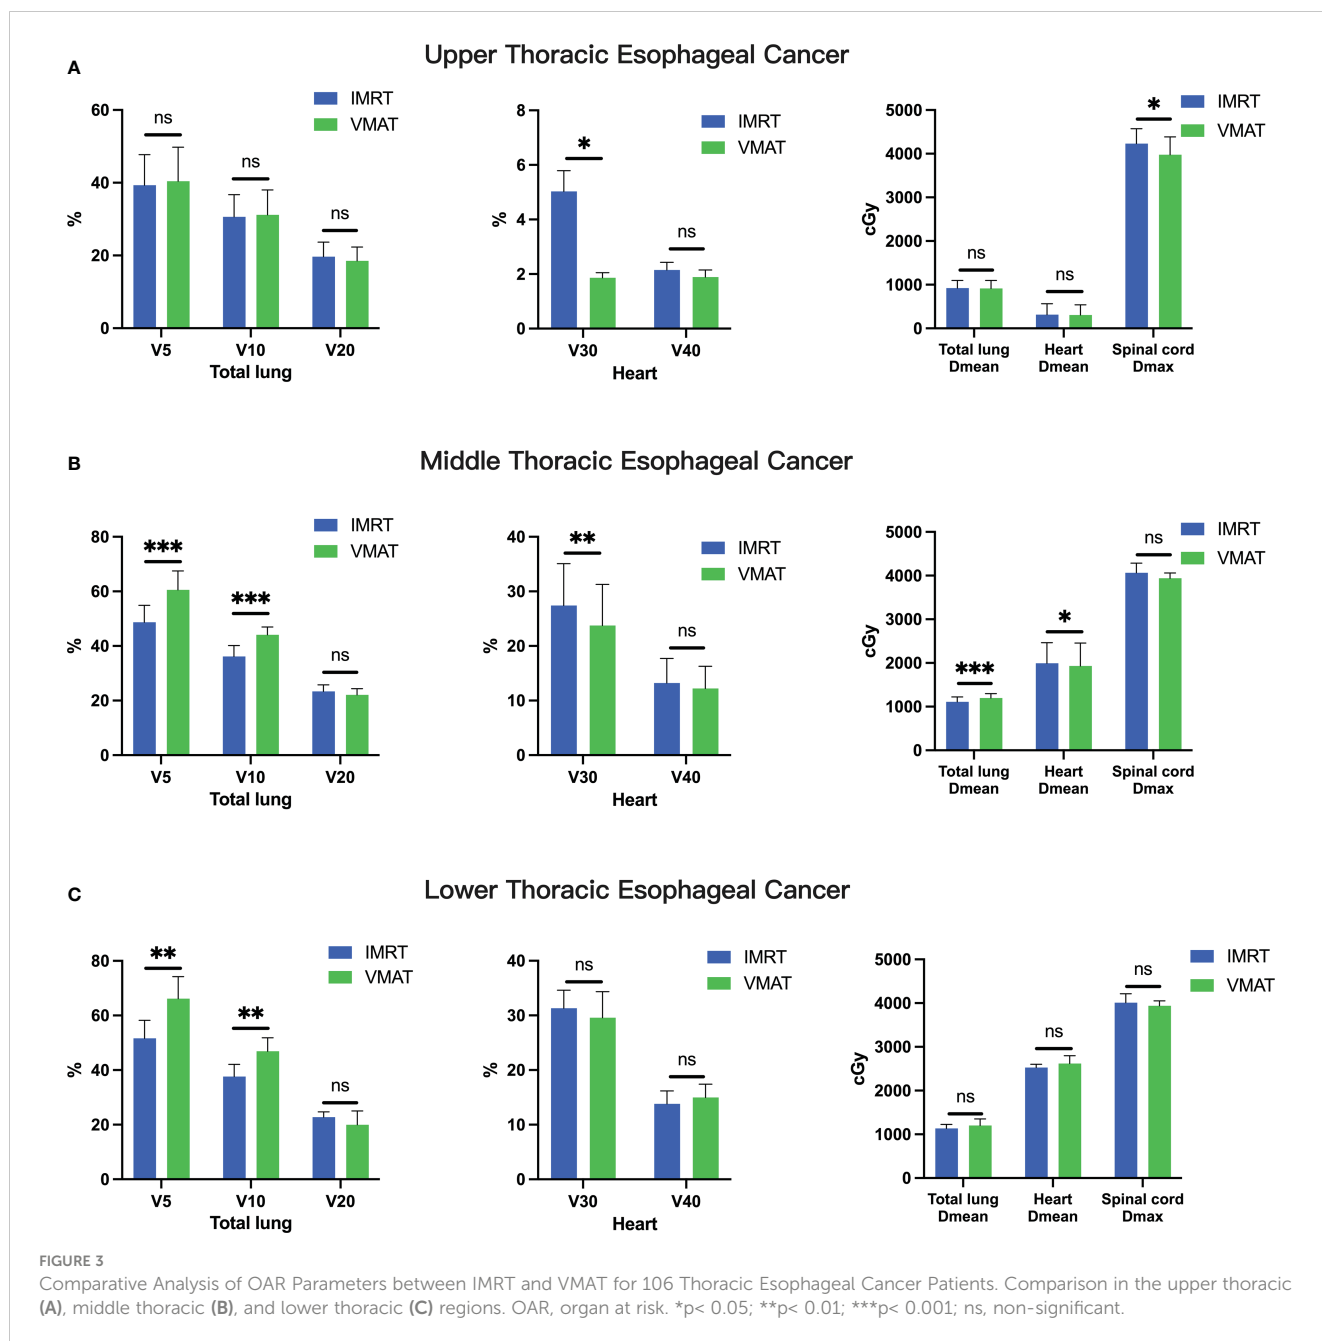 A
Upper Thoracic Esophageal Cancer
IMRT
VMAT
60
40
20
0
%
ns
ns
ns
V5 V10 V20
Total lung
IMRT
VMAT
8
6
4
2
0
%
*
ns
V30 V40
Heart
IMRT
VMAT
5000
4000
3000
2000
1000
0
cGy
ns
ns
*
Total lung Heart Spinal cord
Dmean Dmean Dmax
B
Middle Thoracic Esophageal Cancer
IMRT
VMAT
80
60
40
20
0
%
***
***
ns
V5 V10 V20
Total lung
IMRT
VMAT
40
30
20
10
0
%
**
ns
V30 V40
Heart
IMRT
VMAT
5000
4000
3000
2000
1000
0
cGy
***
*
ns
Total lung Heart Spinal cord
Dmean Dmean Dmax
C
Lower Thoracic Esophageal Cancer
IMRT
VMAT
80
60
40
20
0
%
**
**
ns
V5 V10 V20
Total lung
IMRT
VMAT
40
30
20
10
0
%
ns
ns
V30 V40
Heart
IMRT
VMAT
5000
4000
3000
2000
1000
0
cGy
ns
ns
ns
Total lung Heart Spinal cord
Dmean Dmean Dmax
FIGURE 3
Comparative Analysis of OAR Parameters between IMRT and VMAT for 106 Thoracic Esophageal Cancer Patients. Comparison in the upper thoracic
(A), middle thoracic (B), and lower thoracic (C) regions. OAR, organ at risk. *p< 0.05; **p< 0.01; ***p< 0.001; ns, non-significant.